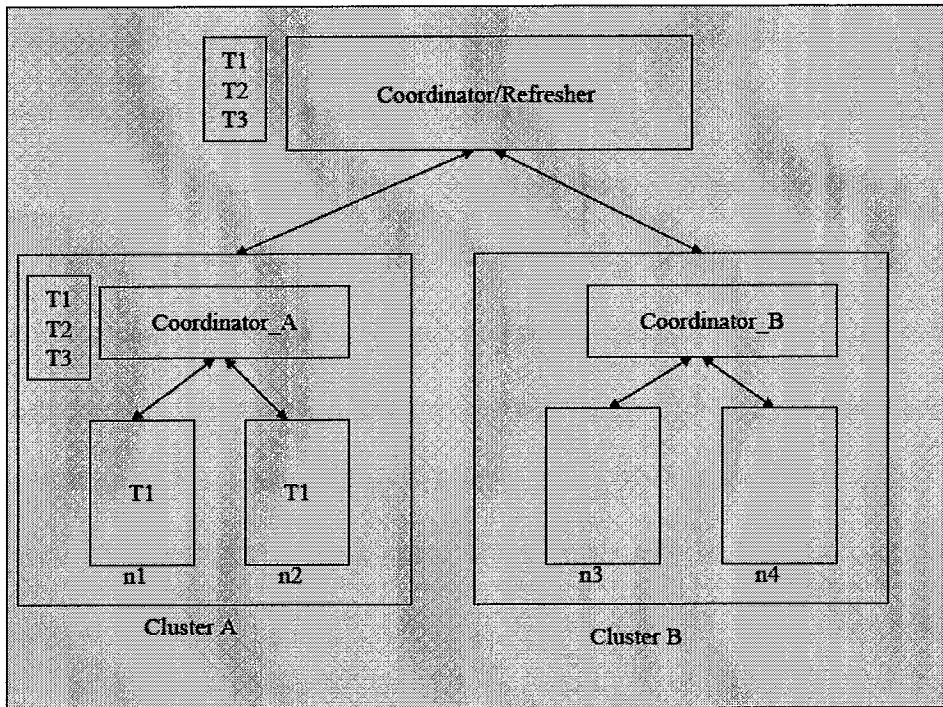 T1
T2
T3
Coordinator/Refresher
T1
T2
T3
Coordinator_A
Coordinator_B
T1
T1
n1
n2
n3
n4
Cluster A
Cluster B